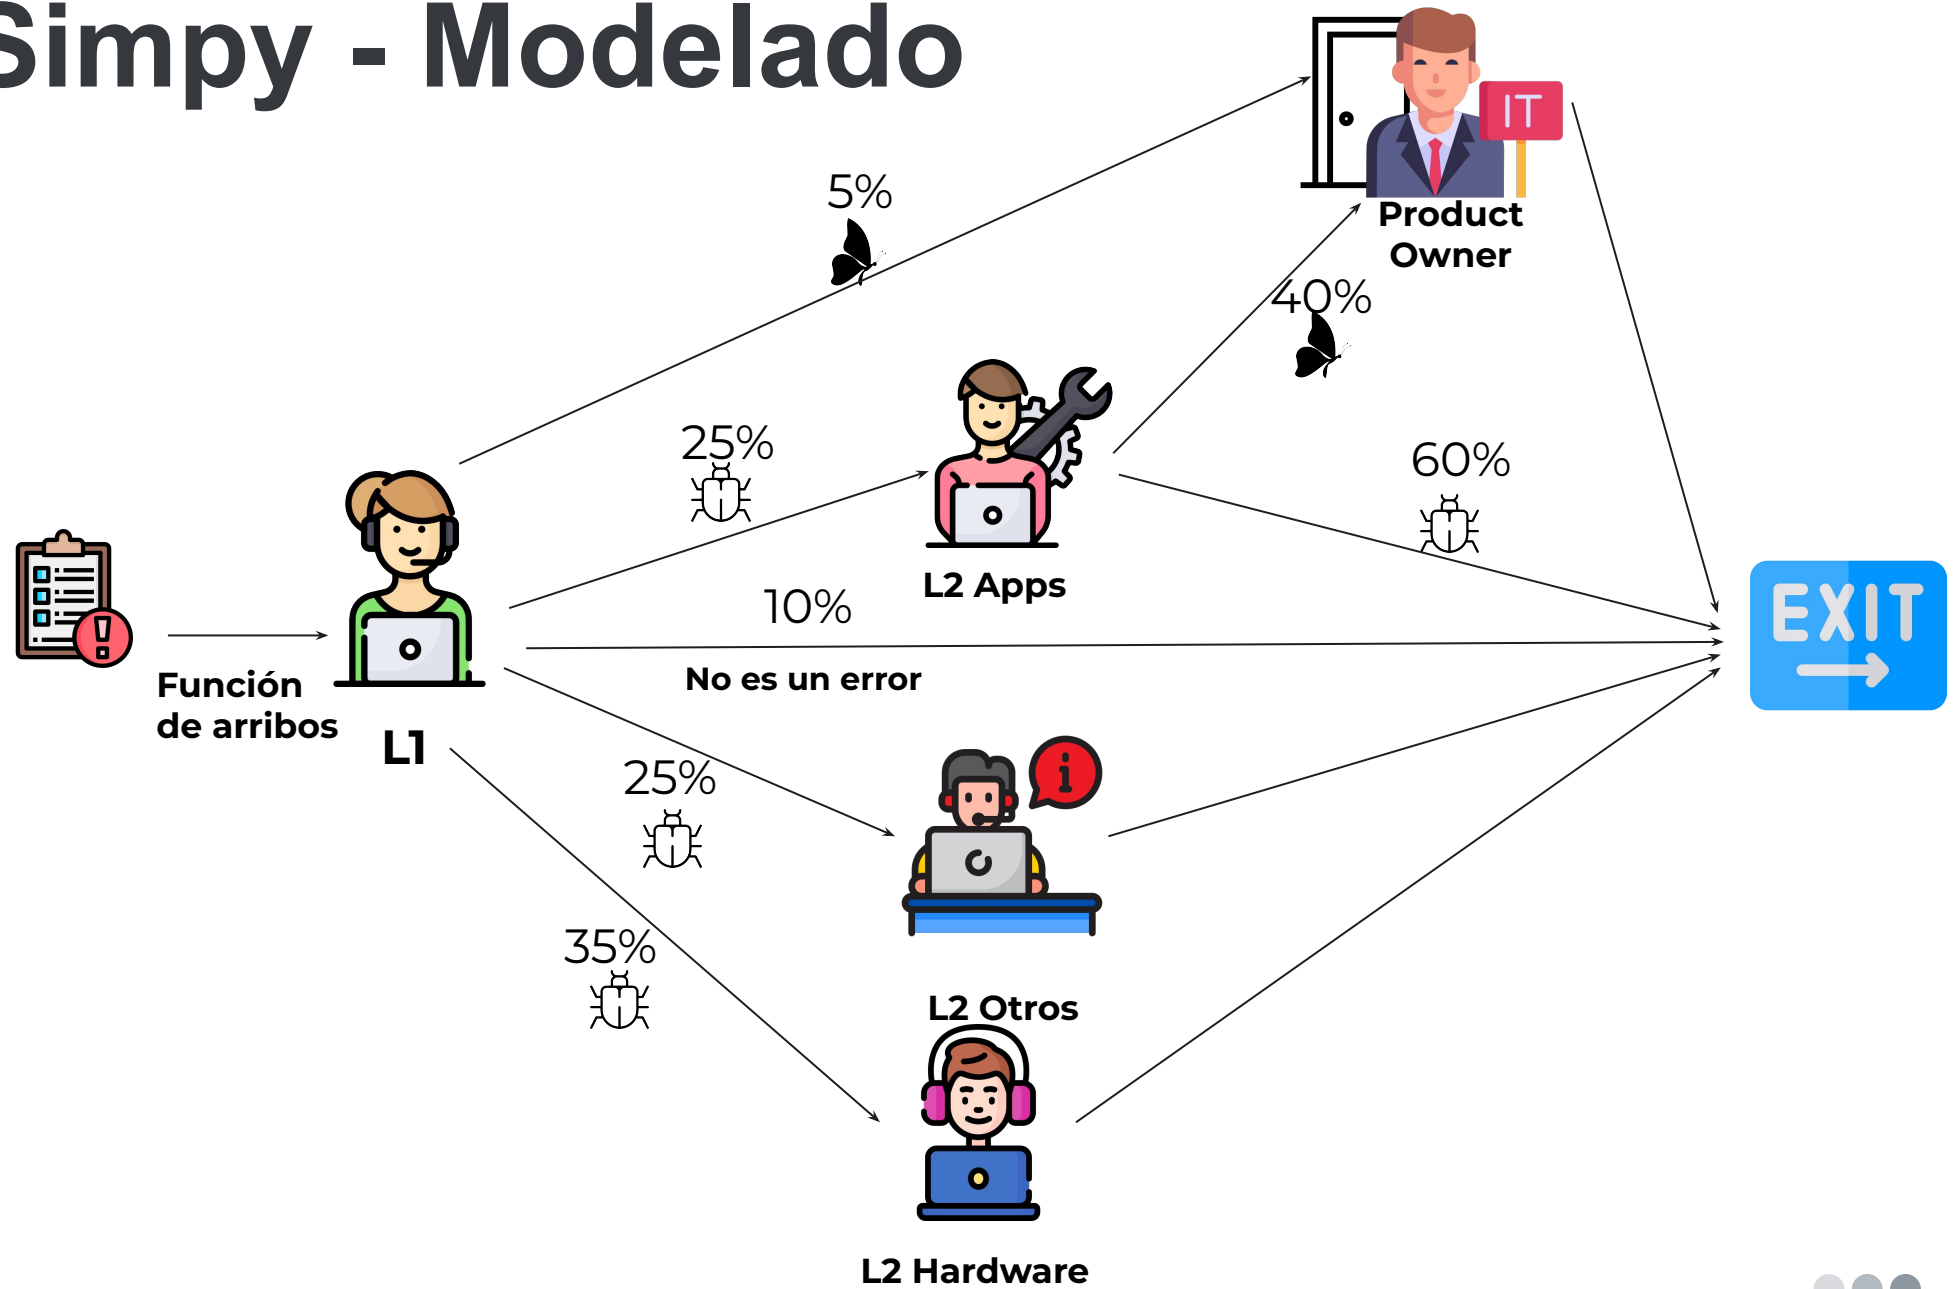 Simpy - Modelado
IT
Product
Owner
5%
40%
25%
60%
L2 Apps
10%
EXIT
No es un error
Función
de arribos
L1
25%
i
35%
L2 Otros
L2 Hardware